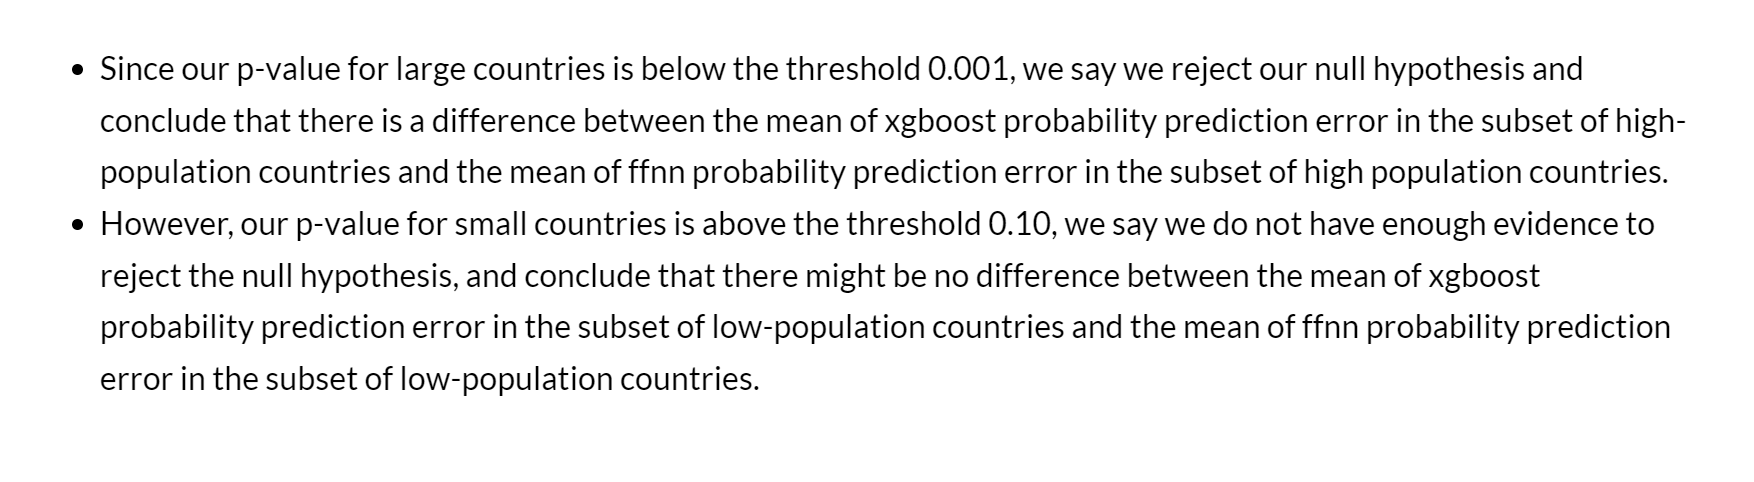 • Since our p-value for large countries is below the threshold 0.001, we say we reject our null hypothesis and
conclude that there is a difference between the mean of xgboost probability prediction error in the subset of high-
population countries and the mean of ffnn probability prediction error in the subset of high population countries.
• However, our p-value for small countries is above the threshold 0.10, we say we do not have enough evidence to
reject the null hypothesis, and conclude that there might be no difference between the mean of xgboost
probability prediction error in the subset of low-population countries and the mean of ffnn probability prediction
error in the subset of low-population countries.